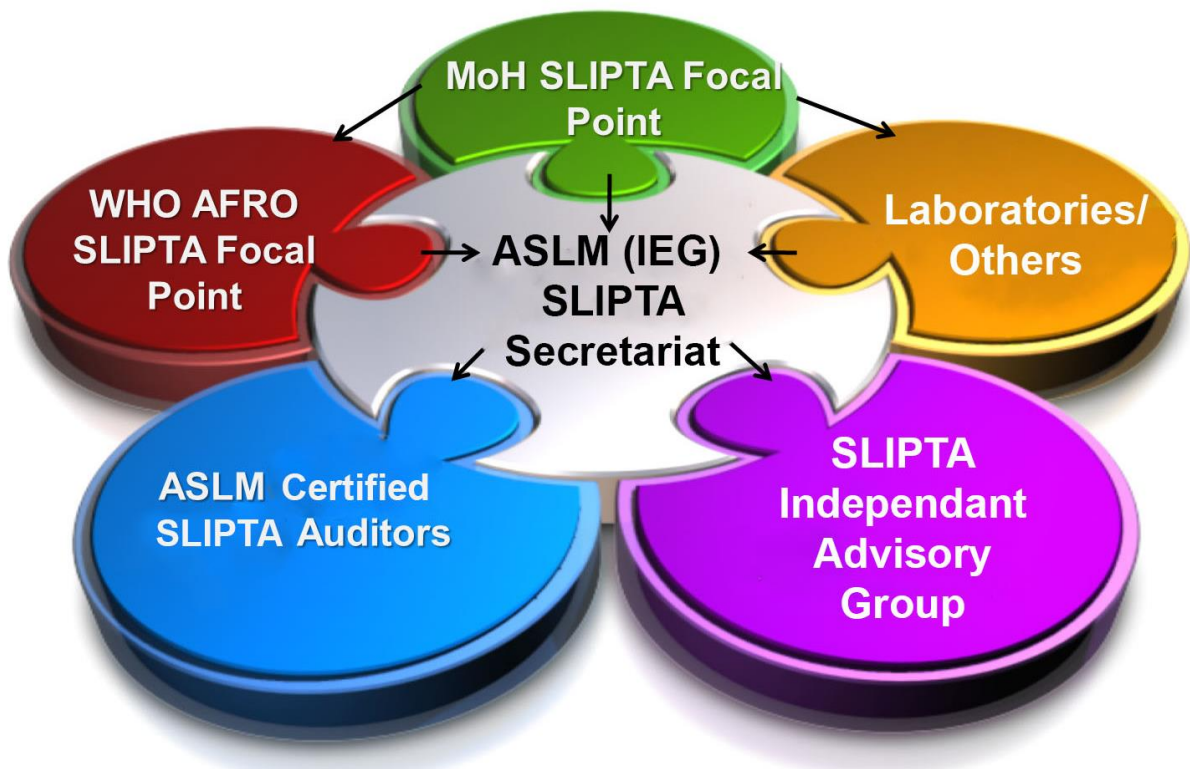 MoH SLIPTA Focal
Point
WHO AFRO
SLIPTA Focal
Point
Laboratories/
Others
ASLM (IEG)
SLIPTA
Secretariat
ASLM Certified
SLIPTA Auditors
SLIPTA
Independant
Advisory
Group